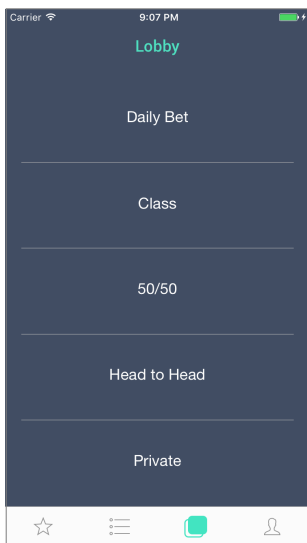 Carrier 9:07 PM
Lobby
Daily Bet
Class
50/50
Head to Head
Private